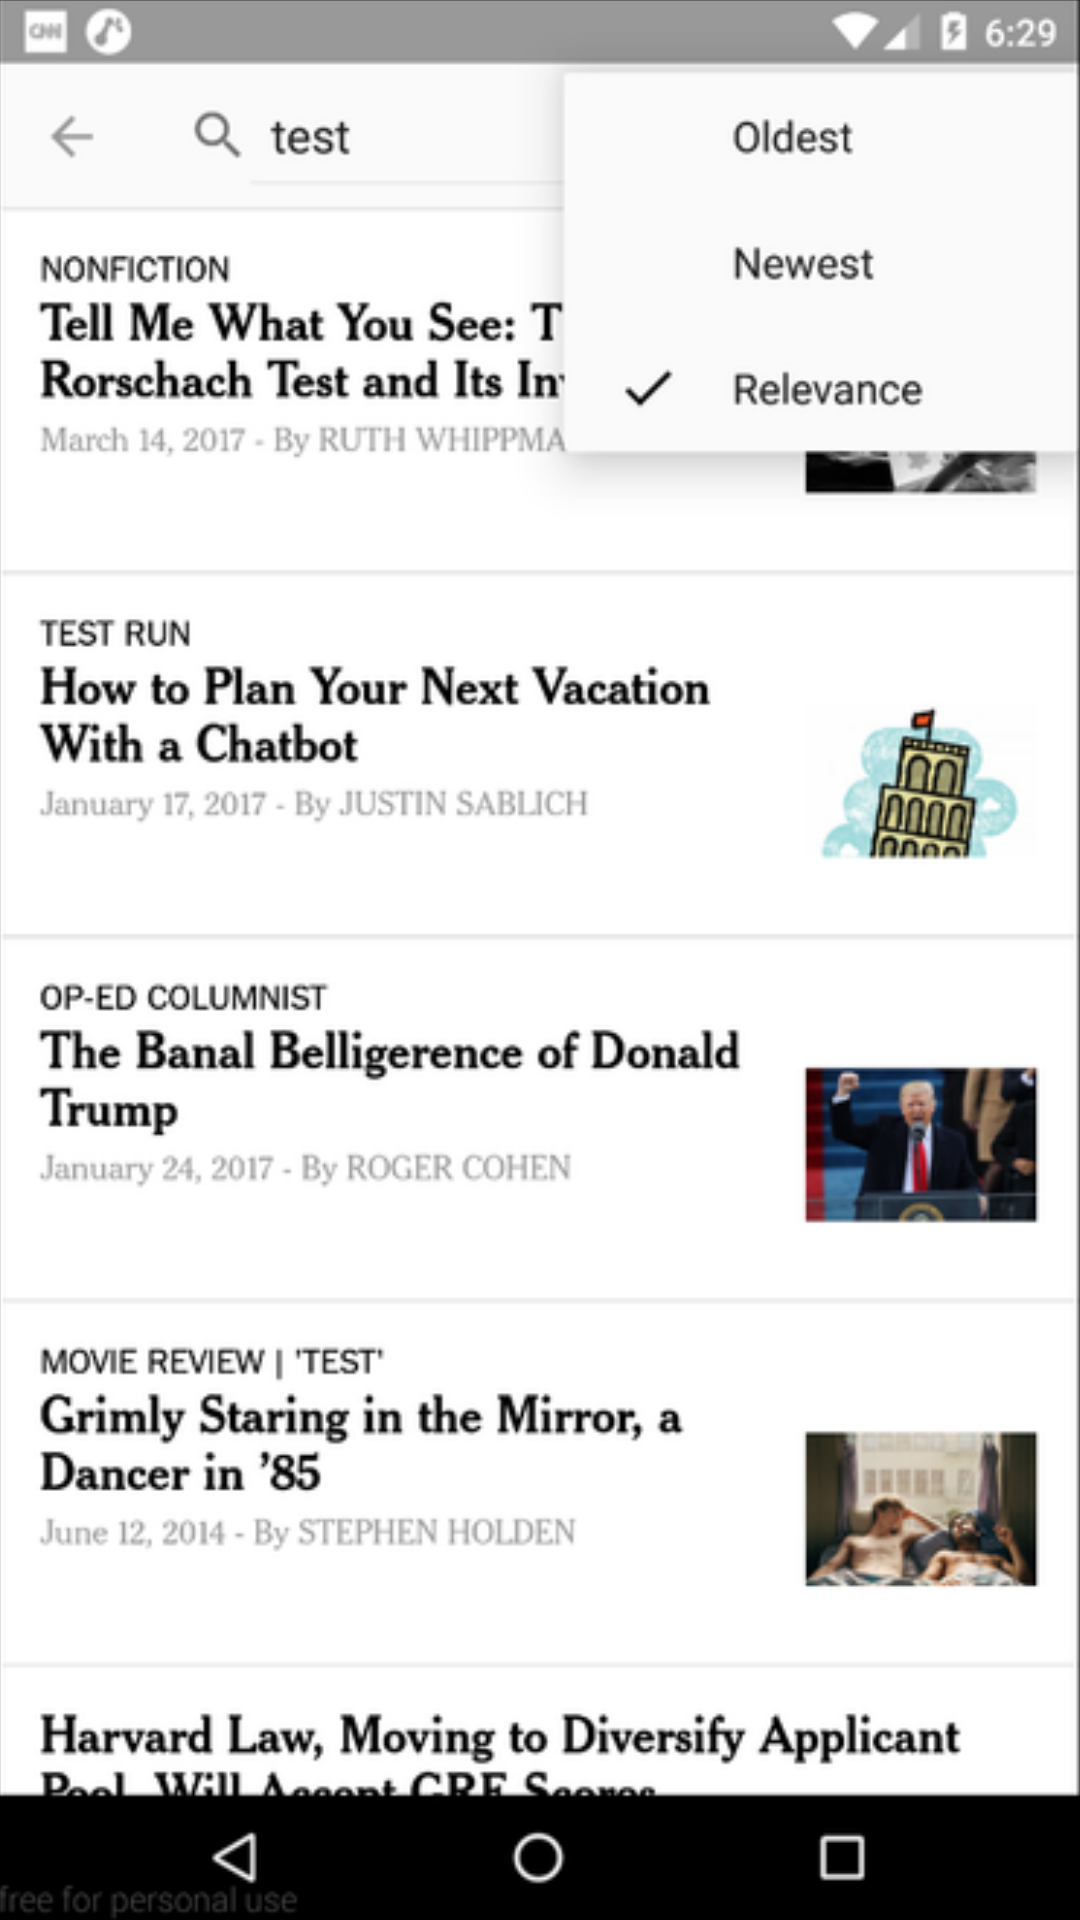 CNN
6:29
test
Oldest
Newest
Relevance
NONFICTION
Tell Me What You See: T
Rorschach Test and Its In
March 14, 2017 - By RUTH WHIPPMA
TEST RUN
How to Plan Your Next Vacation
With a Chatbot
January 17, 2017 - By JUSTIN SABLICH
OP-ED COLUMNIST
The Banal Belligerence of Donald
Trump
January 24, 2017 - By ROGER COHEN
MOVIE REVIEW | 'TEST'
Grimly Staring in the Mirror, a
Dancer in ’85
June 12, 2014 - By STEPHEN HOLDEN
Harvard Law, Moving to Diversify Applicant
Pool, Will Accept GRE Scores
free for personal use